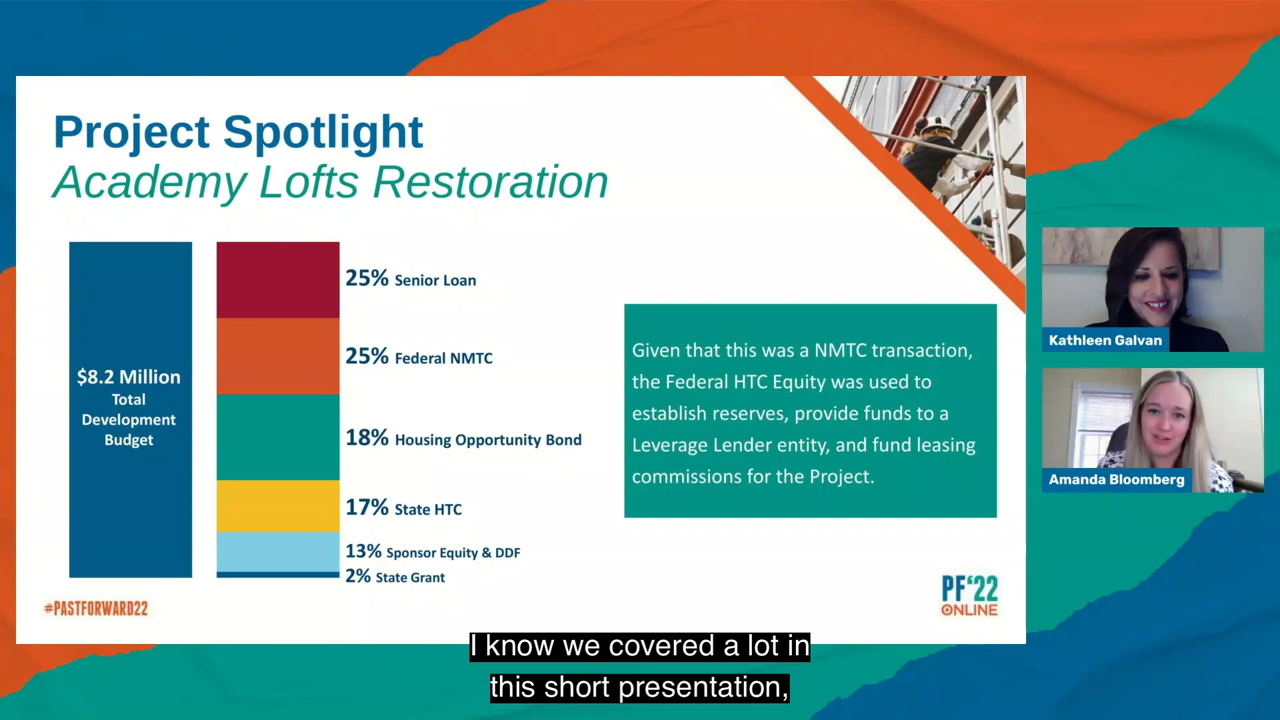 Project Spotlight
Academy Lofts Restoration
$8.2 Million
Total
Development
Budget
25% Senior Loan
25% Federal NMTC
18% Housing Opportunity Bond
17% State HTC
13% Sponsor Equity & DDF
2% State Grant
Given that this was a NMTC transaction,
the Federal HTC Equity was used to
establish reserves, provide funds to a
Leverage Lender entity, and fund leasing
commissions for the Project.
#PASTFORWARD22
PF‘22
ONLINE
Kathleen Galvan
Amanda Bloomberg
I know we covered a lot in
this short presentation,